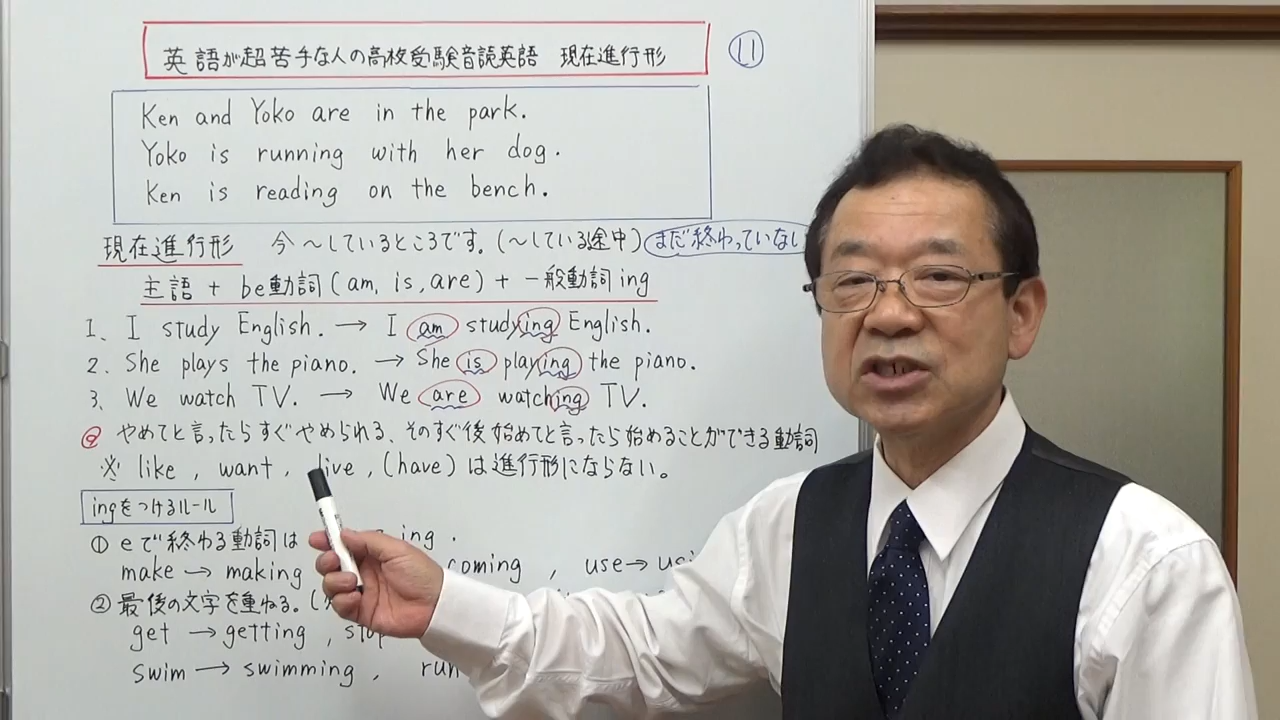 英語が超苦手な人の高校受験音読英語 現在進行形 11
Ken and Yoko are in the park.
Yoko is running with her dog.
Ken is reading on the bench.
現在進行形 今～しているところです。(～している途中) まだ終わっていない
主語 + be動詞(am, is, are) + 一般動詞ing
1. I study English. → I am studying English.
2. She plays the piano. → She is playing the piano.
3. We watch TV. → We are watching TV.
@ やめてと言ったらすぐやめられる、そのすぐ後始めてと言ったら始めることができる動詞
※ like, want, live, (have)は進行形にならない。
ingをつけるルール
① eで終わる動詞は ing.
make → making coming, use→
② 最後の文字を重ねる。(
get → getting,
swim → swimming, run